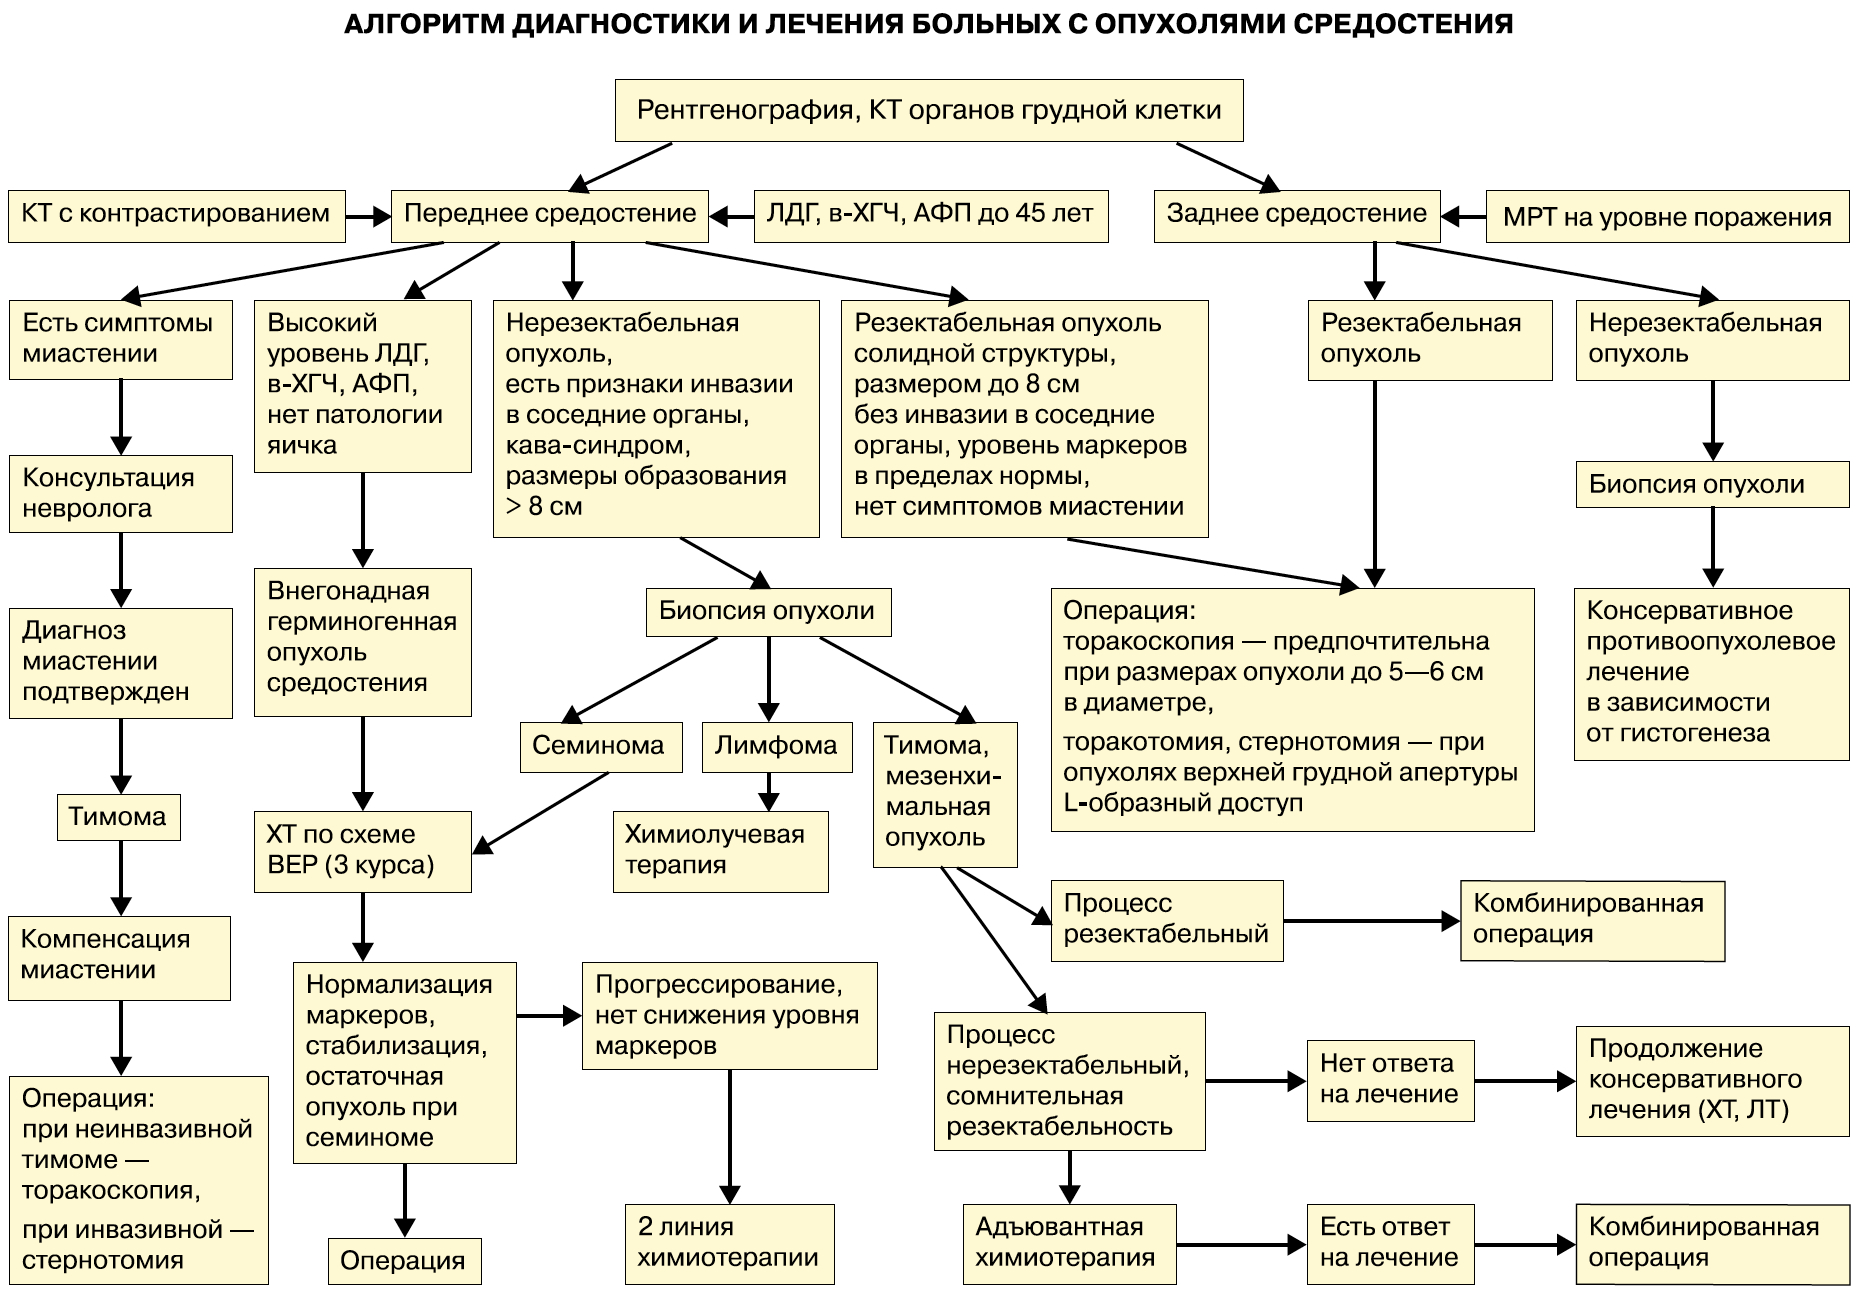 АЛГОРИТМ ДИАГНОСТИКИ И ЛЕЧЕНИЯ БОЛЬНЫХ С ОПУХОЛЯМИ СРЕДОСТЕНИЯ
Рентгенография, КТ органов грудной клетки
КТ с контрастированием
Переднее средостение
ЛДГ, в-ХГЧ, АФП до 45 лет
Заднее средостение
МРТ на уровне поражения
Есть симптомы
миастении
Высокий
уровень ЛДГ,
в-ХГЧ, АФП,
нет патологии
яичка
Нерезектабельная
опухоль,
есть признаки инвазии
в соседние органы,
кава-синдром,
размеры образования
> 8 см
Резектабельная опухоль
солидной структуры,
размером до 8 см
без инвазии в соседние
органы, уровень маркеров
в пределах нормы,
нет симптомов миастении
Резектабельная
опухоль
Нерезектабельная
опухоль
Консультация
невролога
Биопсия опухоли
Внегонадная
герминогенная
опухоль
средостения
Биопсия опухоли
Операция:
торакоскопия — предпочтительна
при размерах опухоли до 5—6 см
в диаметре,
торакотомия, стернотомия — при
опухолях верхней грудной апертуры
L-образный доступ
Консервативное
противоопухолевое
лечение
в зависимости
от гистогенеза
Диагноз
миастении
подтвержден
Семинома
Лимфома
Тимома,
мезенхи-
мальная
опухоль
Тимома
ХТ по схеме
ВЕР (3 курса)
Химиолучевая
терапия
Процесс
резектабельный
Комбинированная
операция
Компенсация
миастении
Нормализация
маркеров,
стабилизация,
остаточная
опухоль при
семиноме
Прогрессирование,
нет снижения уровня
маркеров
Процесс
нерезектабельный,
сомнительная
резектабельность
Нет ответа
на лечение
Продолжение
консервативного
лечения (ХТ, ЛТ)
Операция:
при неинвазивной
тимоме —
торакоскопия,
при инвазивной —
стернотомия
Операция
2 линия
химиотерапии
Адъювантная
химиотерапия
Есть ответ
на лечение
Комбинированная
операция